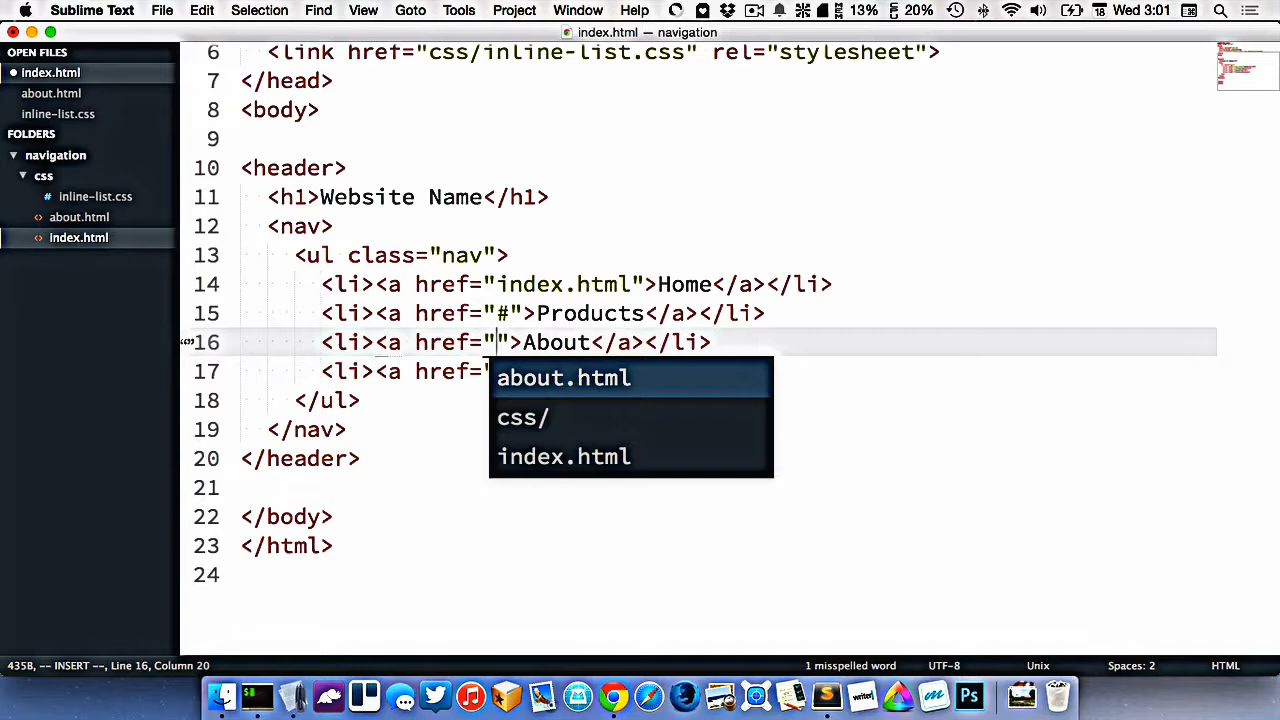 Sublime Text File Edit Selection Find View Goto Tools Project Window Help 13% 20% 18 Wed 3:01
index.html — navigation
OPEN FILES
index.html
about.html
inline-list.css
FOLDERS
navigation
css
inline-list.css
about.html
index.html
6 <link href="css/inline-list.css" rel="stylesheet">
7 </head>
8 <body>
9
10 <header>
11 <h1>Website Name</h1>
12 <nav>
13 <ul class="nav">
14 <li><a href="index.html">Home</a></li>
15 <li><a href="#">Products</a></li>
16 <li><a href="">About</a></li>
17 <li><a href="
about.html
css/
index.html
18 </ul>
19 </nav>
20 </header>
21
22 </body>
23 </html>
24
435B, -- INSERT --, Line 16, Column 20 1 misspelled word UTF-8 Unix Spaces: 2 HTML